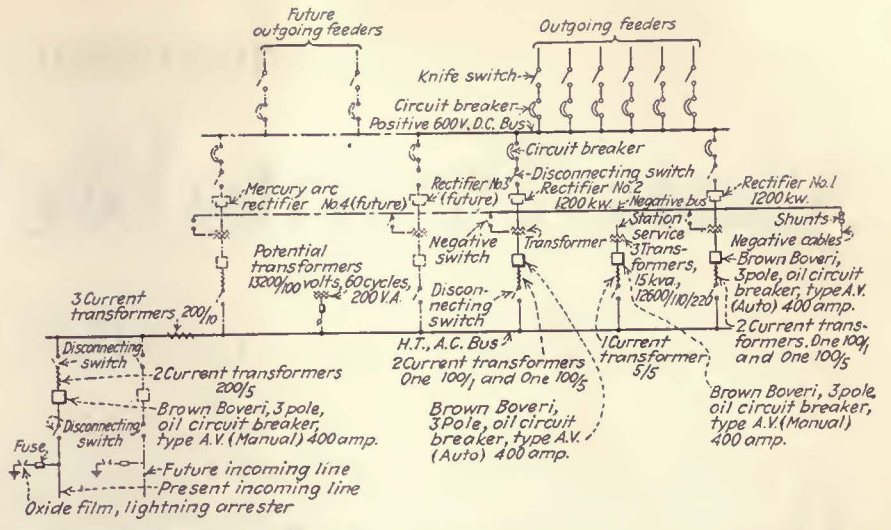 Future
outgoing feeders
Outgoing feeders
Knife switch
Circuit breaker
Positive 600 V. D.C. Bus
Circuit breaker
Disconnecting switch
Mercury arc
rectifier No.4 (future)
Rectifier No.3
(future)
Rectifier No.2
1200 kw.
Negative bus
Rectifier No.1
1200 kw.
Shunts
Negative cables
Negative
switch
Transformer
Station
service
3 Trans-
formers,
15 kva.,
12600/110/220
Potential
transformers
13200/100 volts, 60 cycles,
200 V.A.
Discon-
necting
switch
Brown Boveri,
3 pole, oil circuit
breaker, type A.V.
(Auto) 400 amp.
3 Current
transformers 200/10
H.T., A.C. Bus
2 Current transformers
One 100/1 and One 100/5
1 Current
transformer
5/5
2 Current trans-
formers. One 100/1
and One 100/5
Disconnecting
switch
2 Current transformers
200/5
Brown Boveri, 3 pole,
oil circuit breaker,
type A.V. (Manual) 400 amp.
Disconnecting
switch
Brown Boveri,
3 Pole, oil circuit
breaker, type A.V.
(Auto) 400 amp.
Brown Boveri, 3 pole,
oil circuit breaker,
type A.V. (Manual)
400 amp.
Fuse
Future incoming line
Present incoming line
Oxide film, lightning arrester